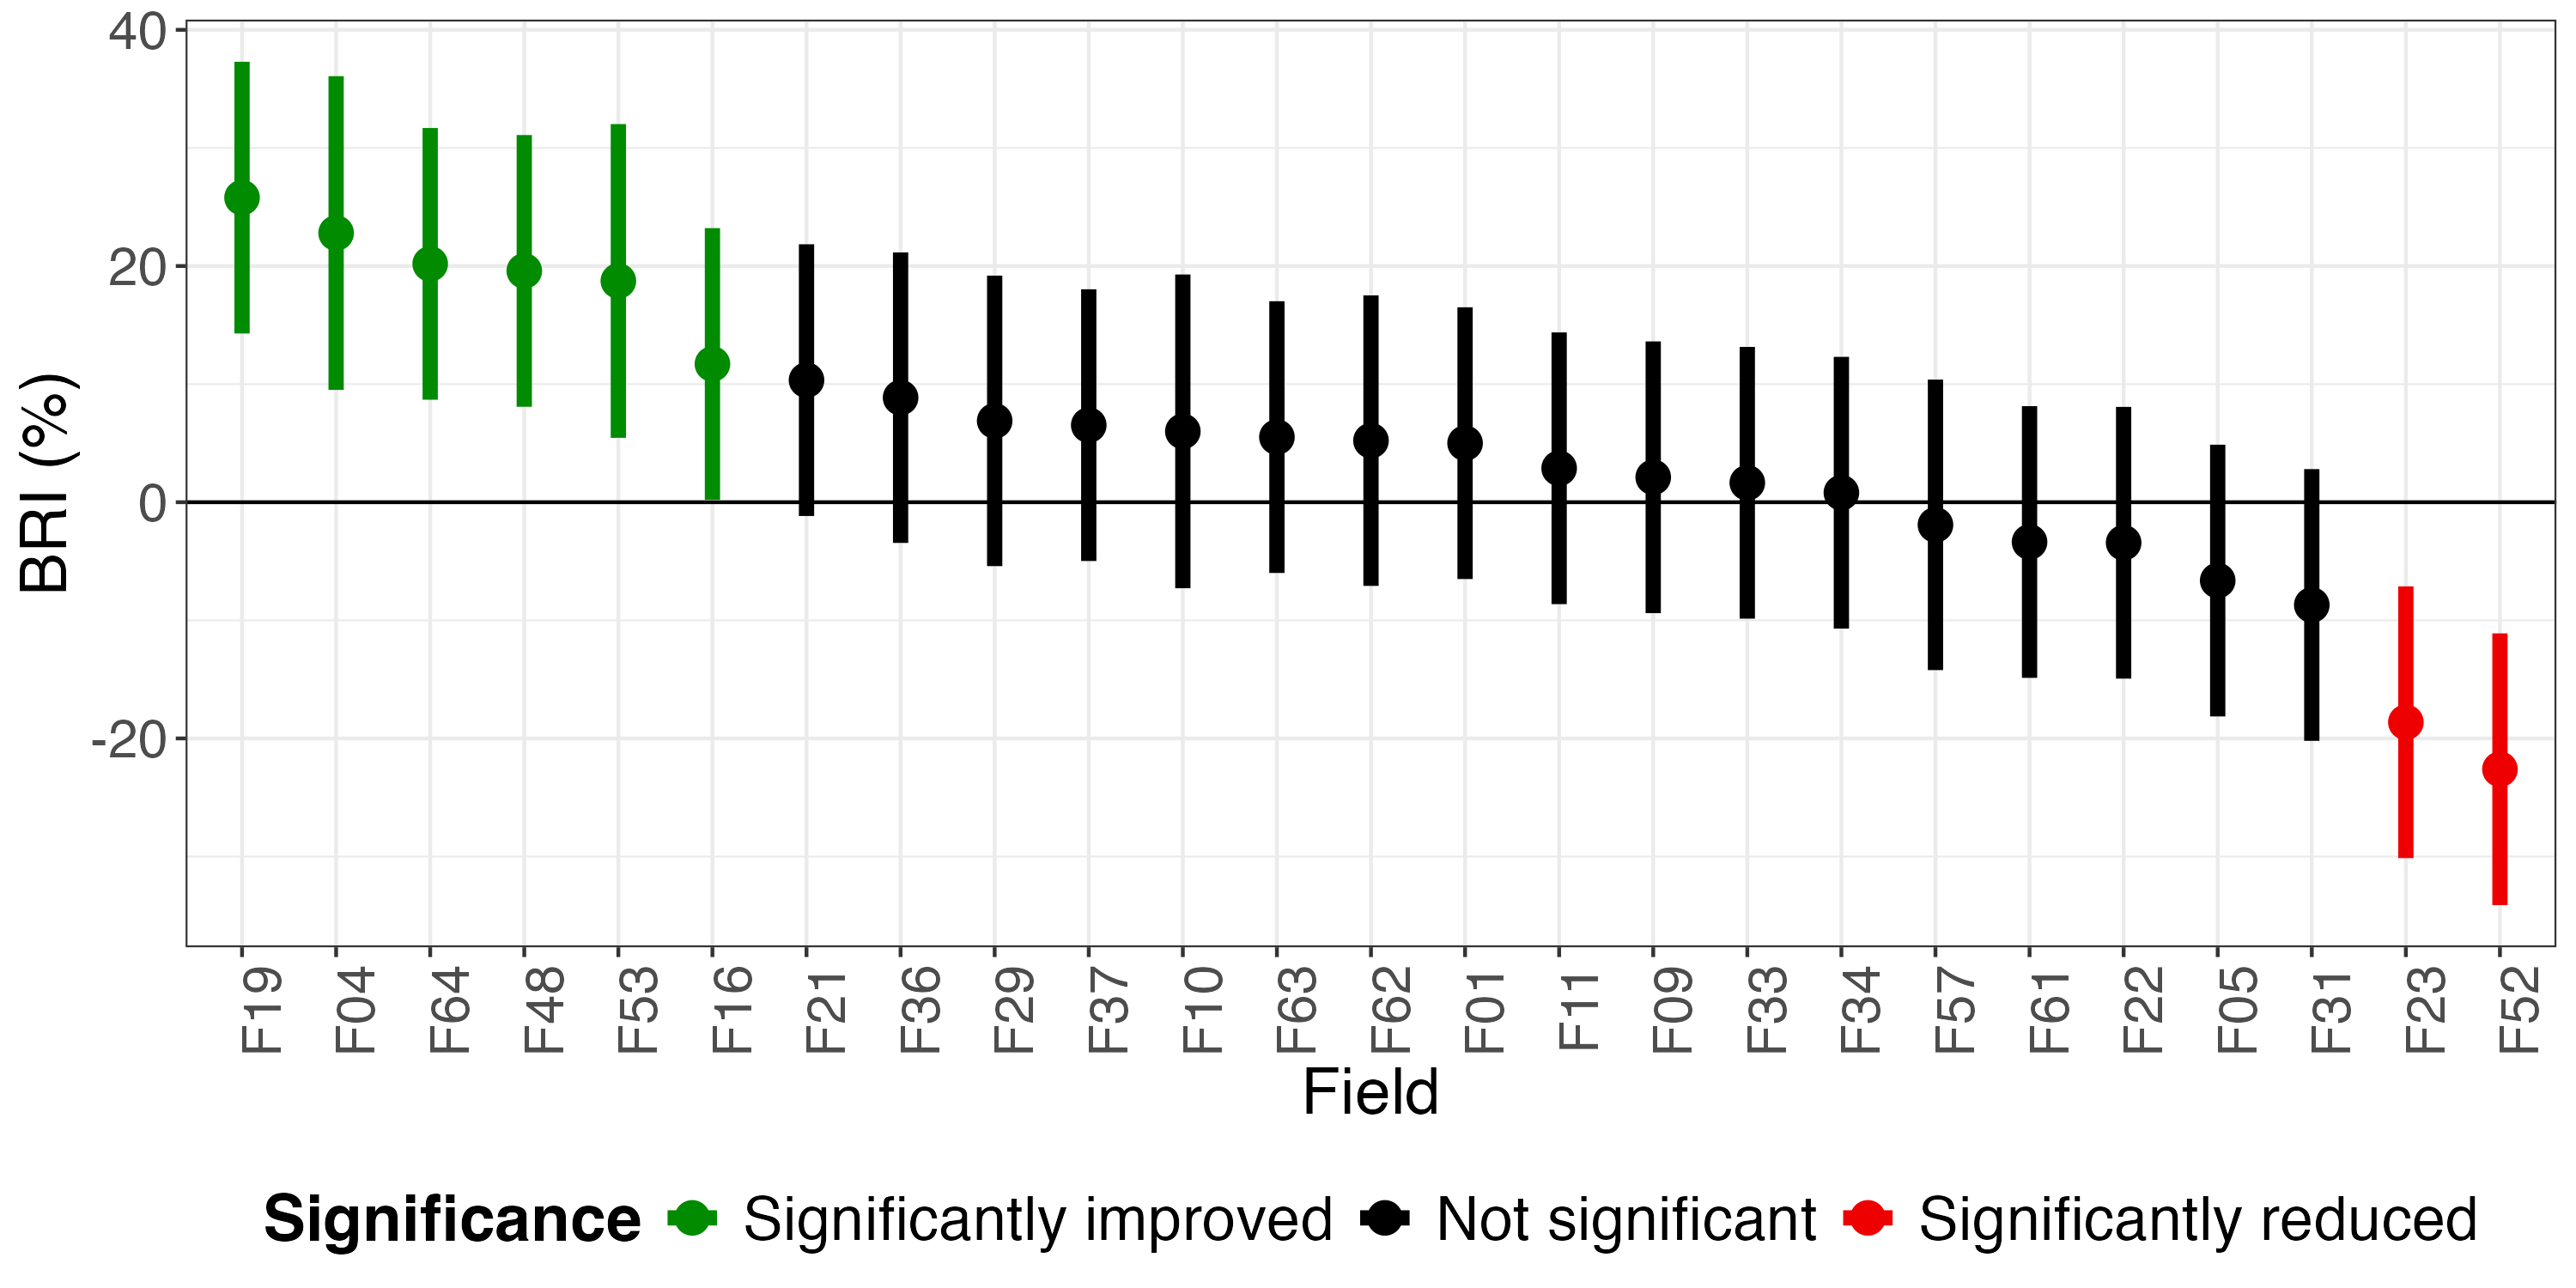 BRI (%)
40
20
0
-20
F19 F04 F64 F48 F53 F16 F21 F36 F29 F37 F10 F63 F62 F01 F11 F09 F33 F34 F57 F61 F22 F05 F31 F23 F52
Field
Significance Significantly improved Not significant Significantly reduced